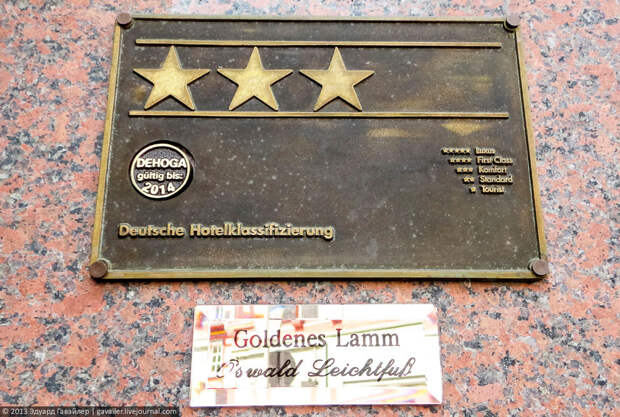 DEHOGA
gültig bis:
2014
***** Luxus
**** First Class
*** Komfort
** Standard
* Tourist
Deutsche Hotelklassifizierung
Goldenes Lamm
Oswald Leichtfuß
© 2013 Эдуард Гавайлер | gavailer.livejournal.com